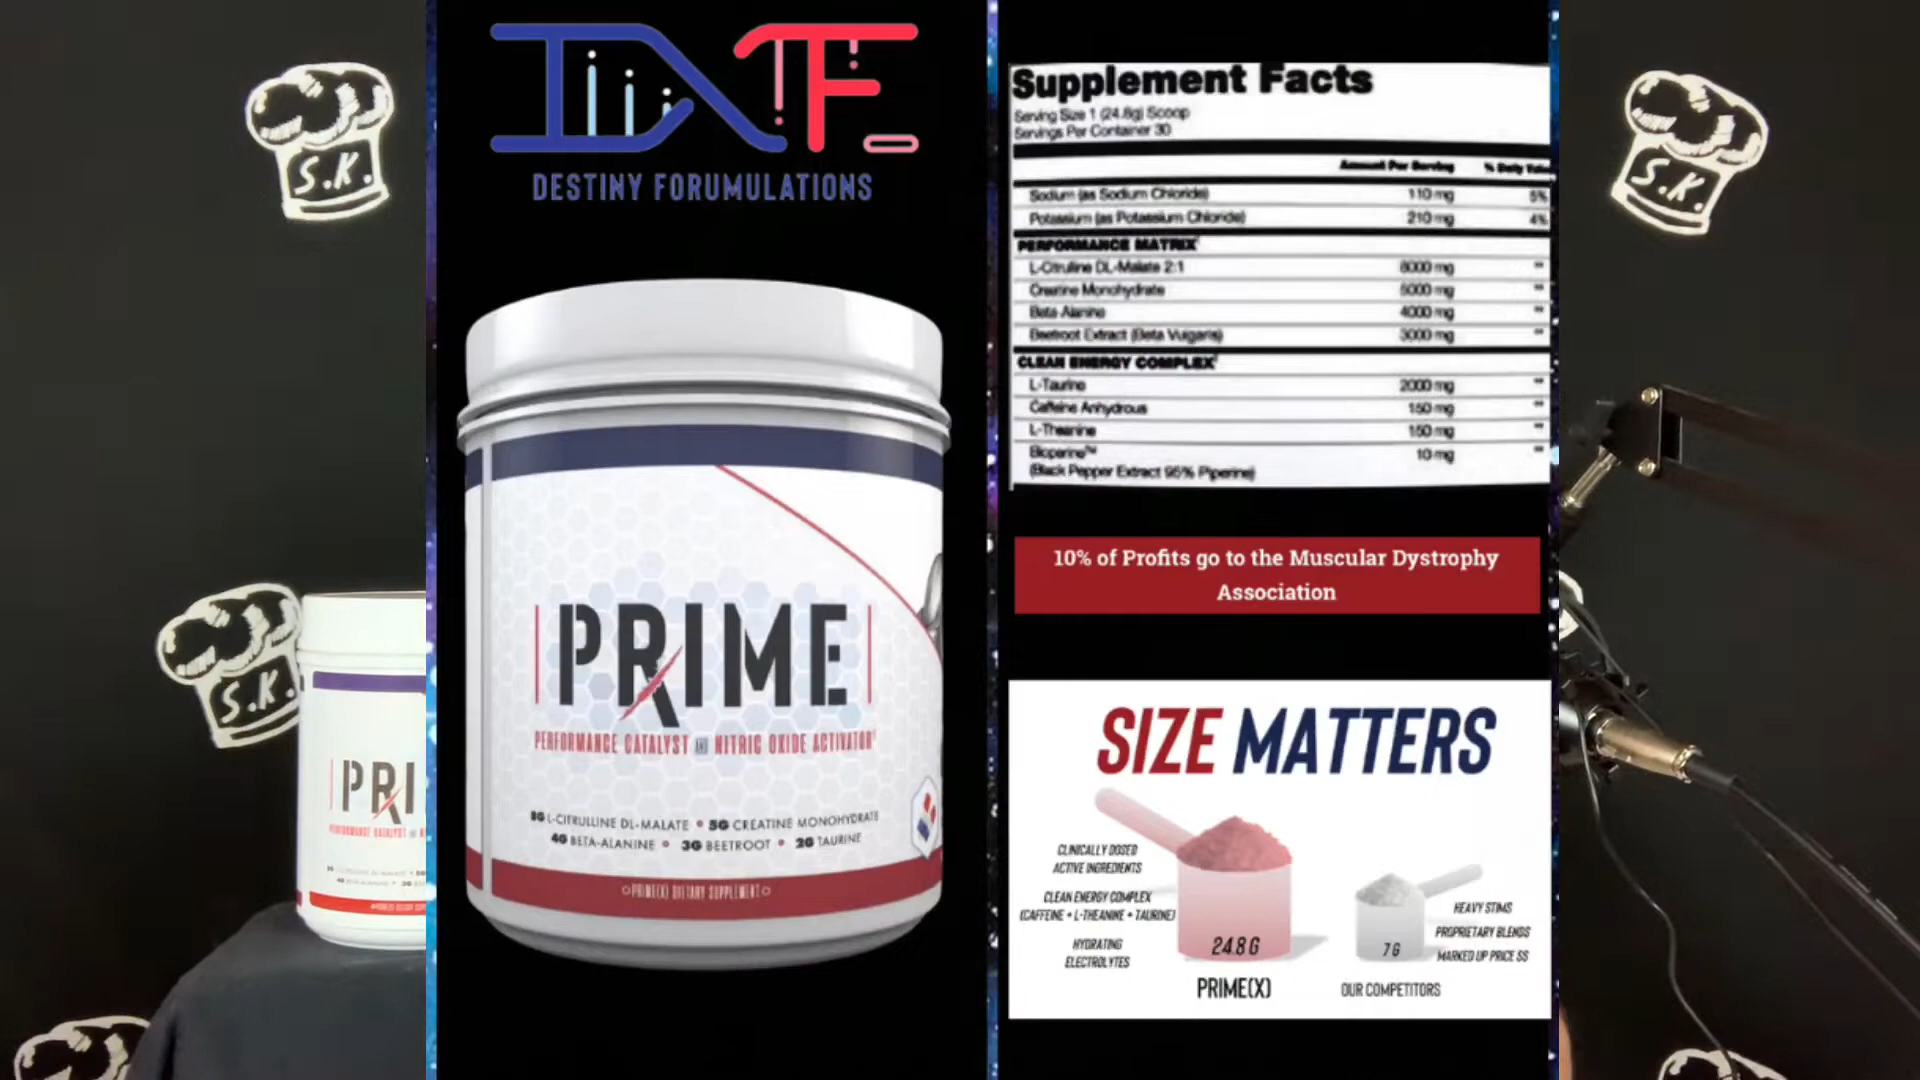 S.K.
S.K.
PRI
DESTINY FORUMULATIONS
PRIME
PERFORMANCE CATALYST AND NITRIC OXIDE ACTIVATOR
8G L-CITRULLINE DL-MALATE • 5G CREATINE MONOHYDRATE
4G BETA-ALANINE • 3G BEETROOT • 2G TAURINE
PRIME(X) DIETARY SUPPLEMENT
Supplement Facts
Serving Size 1 (24.8g) Scoop
Servings Per Container 30
Amount Per Serving % Daily Value
Sodium (as Sodium Chloride) 110 mg 5%
Potassium (as Potassium Chloride) 210 mg 4%
PERFORMANCE MATRIX
L-Citrulline DL-Malate 2:1 8000 mg **
Creatine Monohydrate 5000 mg **
Beta-Alanine 4000 mg **
Beetroot Extract (Beta Vulgaris) 3000 mg **
CLEAN ENERGY COMPLEX
L-Taurine 2000 mg **
Caffeine Anhydrous 150 mg **
L-Theanine 150 mg **
Bioperine™ 10 mg **
(Black Pepper Extract 95% Piperine)
10% of Profits go to the Muscular Dystrophy
Association
SIZE MATTERS
CLINICALLY DOSED
ACTIVE INGREDIENTS
CLEAN ENERGY COMPLEX
(CAFFEINE + L-THEANINE + TAURINE)
HYDRATING
ELECTROLYTES
24.8G
PRIME(X)
7G
HEAVY STIMS
PROPRIETARY BLENDS
MARKED UP PRICE $$
OUR COMPETITORS
S.K.